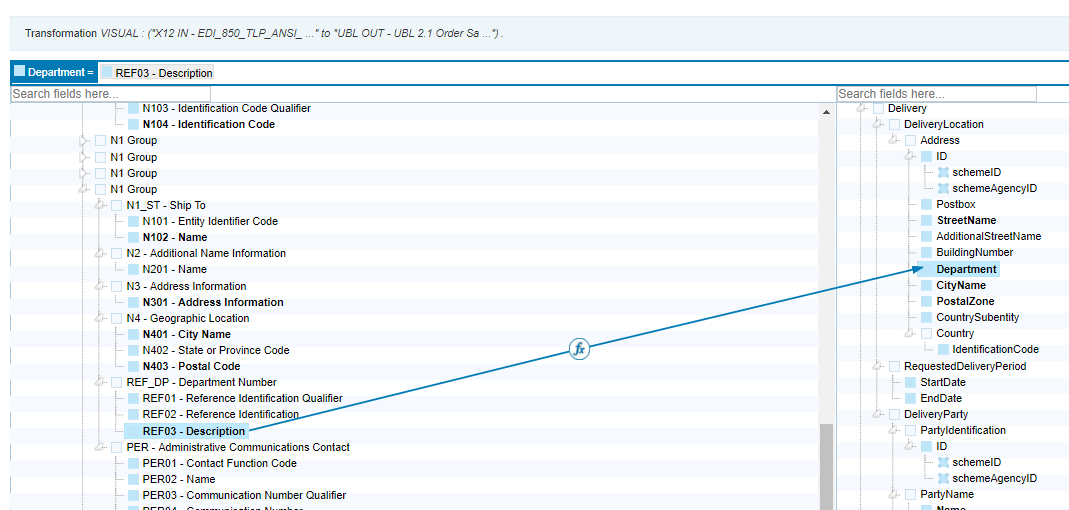 Transformation VISUAL : ("X12 IN - EDI_850_TLP_ANSI_ ..." to "UBL OUT - UBL 2.1 Order Sa ...") .
Department = REF03 - Description
Search fields here...
N103 - Identification Code Qualifier
N104 - Identification Code
N1 Group
N1 Group
N1 Group
N1 Group
N1_ST - Ship To
N101 - Entity Identifier Code
N102 - Name
N2 - Additional Name Information
N201 - Name
N3 - Address Information
N301 - Address Information
N4 - Geographic Location
N401 - City Name
N402 - State or Province Code
N403 - Postal Code
REF_DP - Department Number
REF01 - Reference Identification Qualifier
REF02 - Reference Identification
REF03 - Description
PER - Administrative Communications Contact
PER01 - Contact Function Code
PER02 - Name
PER03 - Communication Number Qualifier
PER04 - Communication Number
fx
Search fields here...
Delivery
DeliveryLocation
Address
ID
schemeID
schemeAgencyID
Postbox
StreetName
AdditionalStreetName
BuildingNumber
Department
CityName
PostalZone
CountrySubentity
Country
IdentificationCode
RequestedDeliveryPeriod
StartDate
EndDate
DeliveryParty
PartyIdentification
ID
schemeID
schemeAgencyID
PartyName
Name